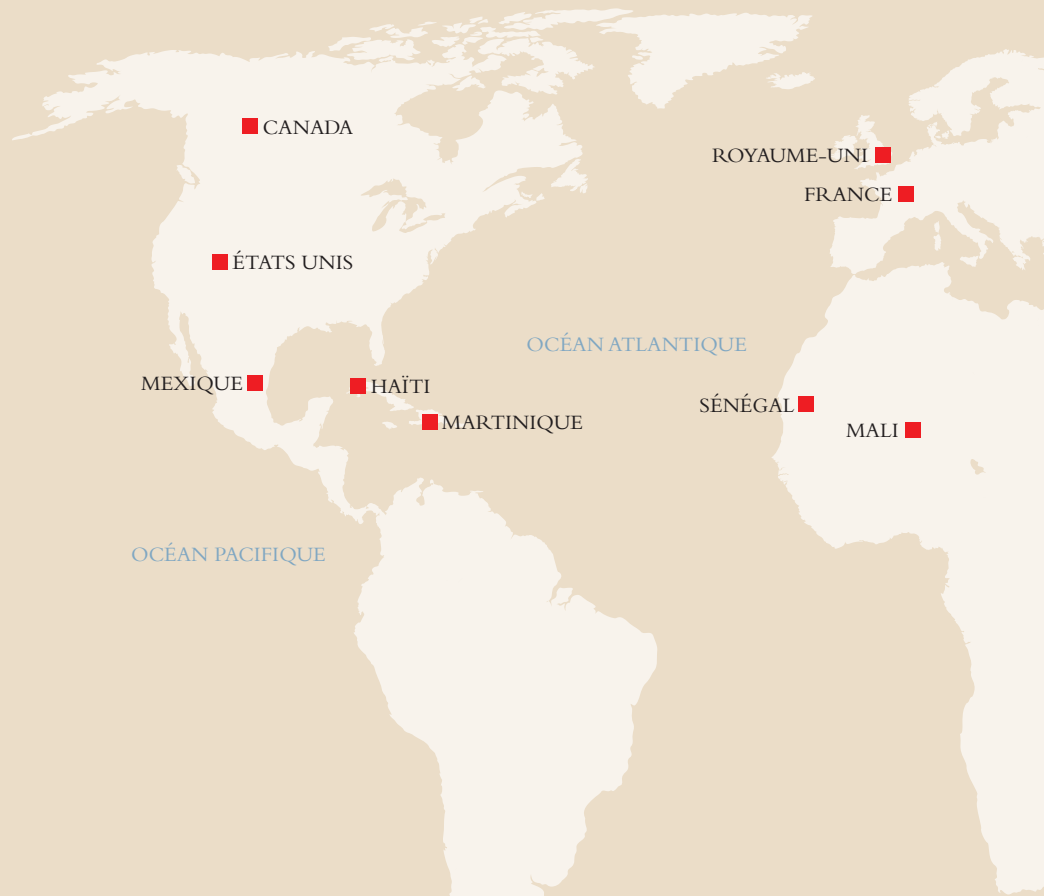 CANADA
ROYAUME-UNI
FRANCE
ÉTATS UNIS
OCÉAN ATLANTIQUE
MEXIQUE
HAÏTI
SÉNÉGAL
MARTINIQUE
MALI
OCÉAN PACIFIQUE